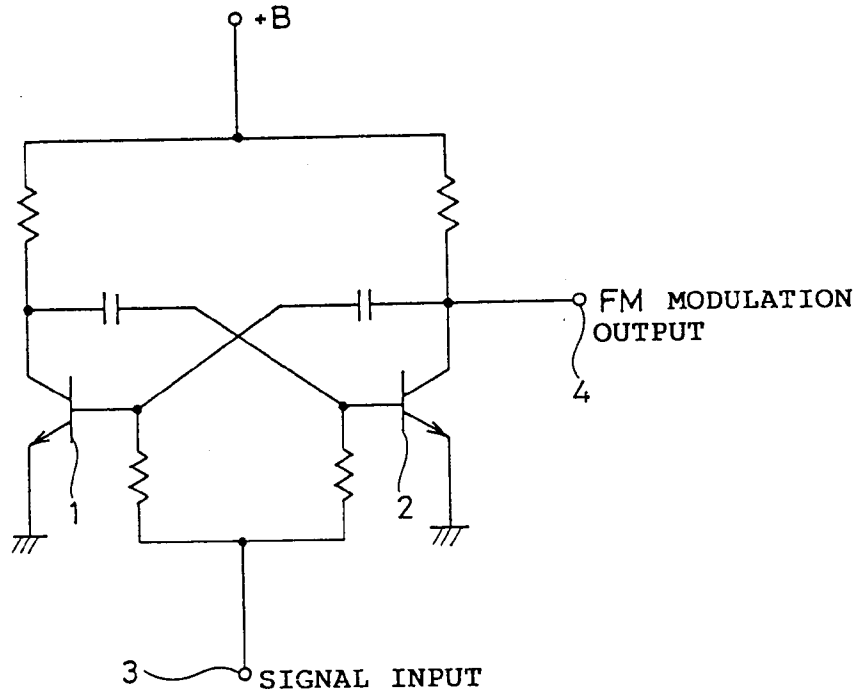 +B
FM MODULATION
OUTPUT
4
1
2
3
SIGNAL INPUT